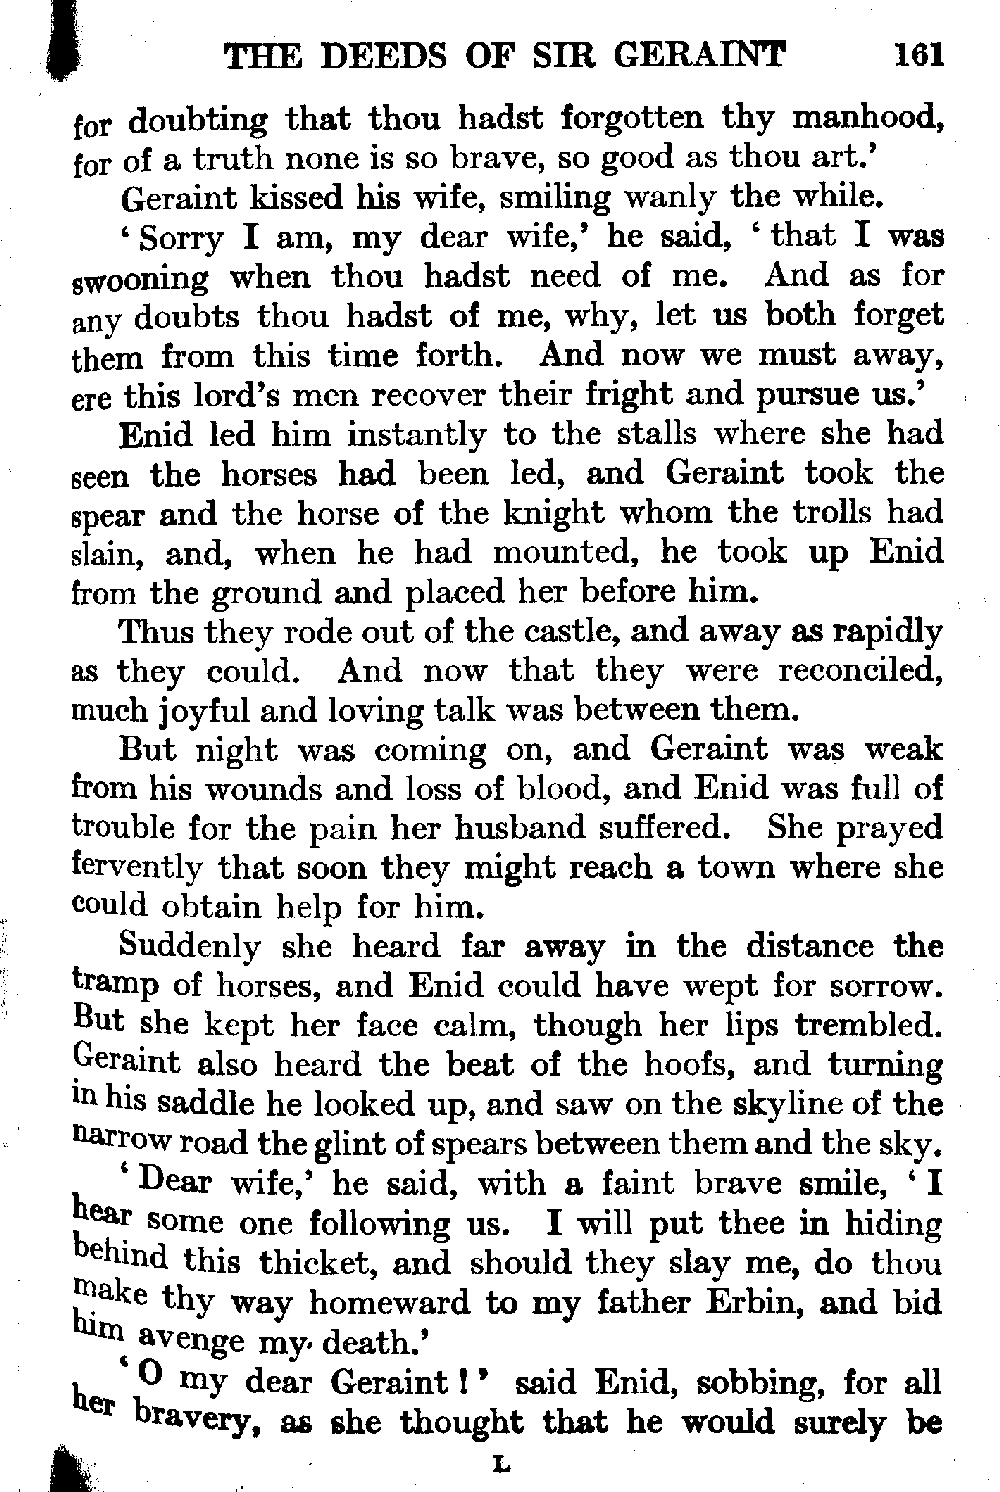 THE DEEDS OF SIR GERAINT 161
for doubting that thou hadst forgotten thy manhood,
for of a truth none is so brave, so good as thou art.’
Geraint kissed his wife, smiling wanly the while.
‘ Sorry I am, my dear wife,’ he said, ‘ that I was
swooning when thou hadst need of me. And as for
any doubts thou hadst of me, why, let us both forget
them from this time forth. And now we must away,
ere this lord’s men recover their fright and pursue us.’
Enid led him instantly to the stalls where she had
seen the horses had been led, and Geraint took the
spear and the horse of the knight whom the trolls had
slain, and, when he had mounted, he took up Enid
from the ground and placed her before him.
Thus they rode out of the castle, and away as rapidly
as they could. And now that they were reconciled,
much joyful and loving talk was between them.
But night was coming on, and Geraint was weak
from his wounds and loss of blood, and Enid was full of
trouble for the pain her husband suffered. She prayed
fervently that soon they might reach a town where she
could obtain help for him.
Suddenly she heard far away in the distance the
tramp of horses, and Enid could have wept for sorrow.
But she kept her face calm, though her lips trembled.
Geraint also heard the beat of the hoofs, and turning
in his saddle he looked up, and saw on the skyline of the
narrow road the glint of spears between them and the sky.
‘ Dear wife,’ he said, with a faint brave smile, ‘ I
hear some one following us. I will put thee in hiding
behind this thicket, and should they slay me, do thou
make thy way homeward to my father Erbin, and bid
him avenge my death.’
‘ O my dear Geraint ! ’ said Enid, sobbing, for all
her bravery, as she thought that he would surely be
L